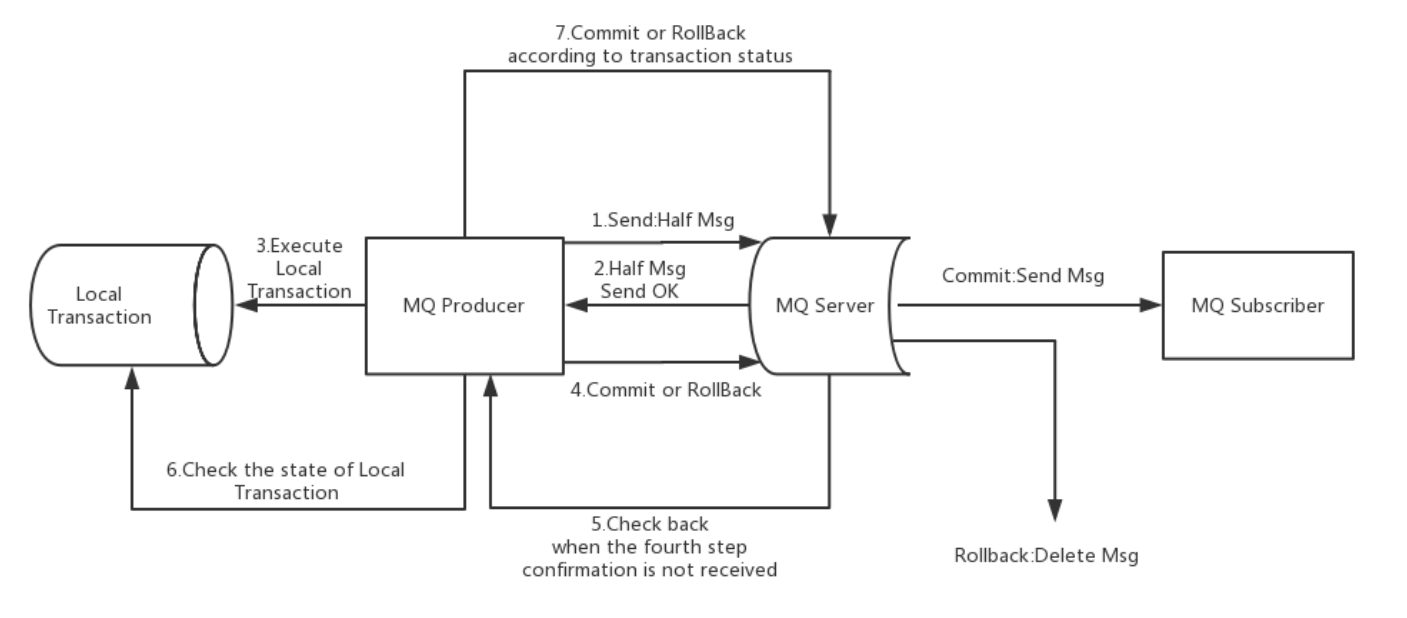 7.Commit or RollBack
according to transaction status
1.Send:Half Msg
3.Execute
Local
Transaction
2.Half Msg
Send OK
Commit:Send Msg
Local
Transaction
MQ Producer
MQ Server
MQ Subscriber
4.Commit or RollBack
6.Check the state of Local
Transaction
5.Check back
when the fourth step
confirmation is not received
Rollback:Delete Msg